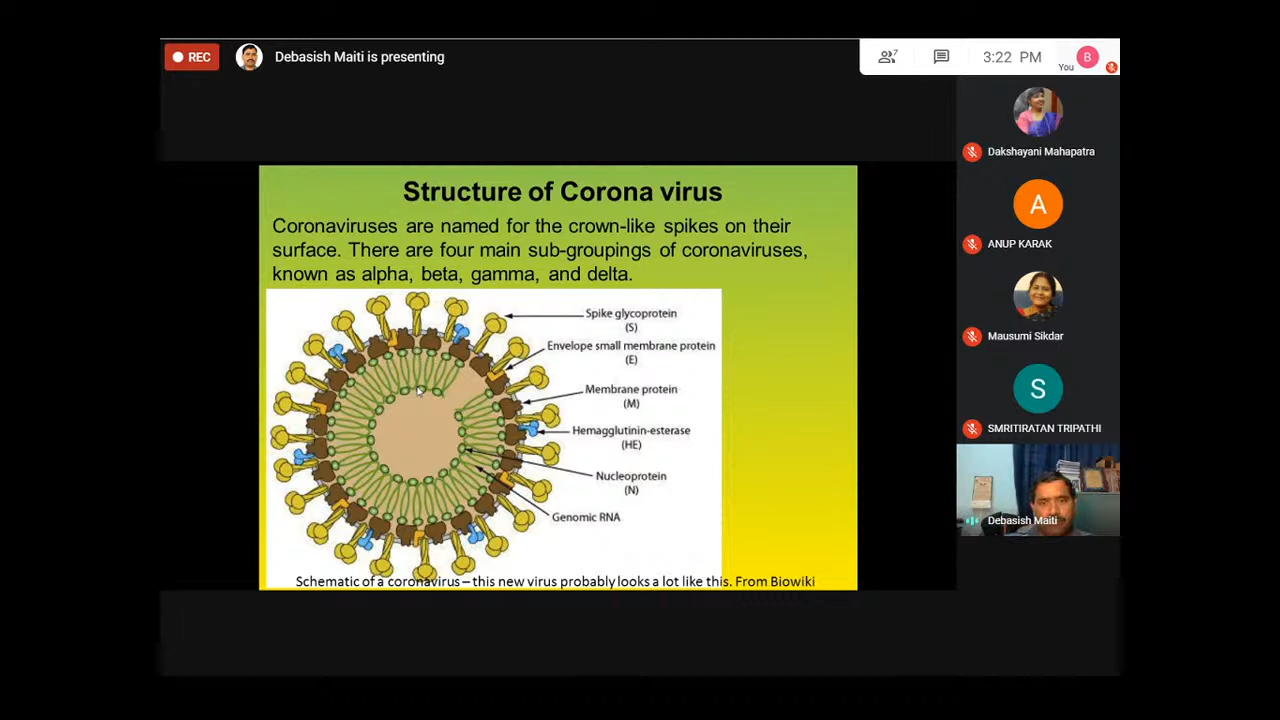 REC
Debasish Maiti is presenting
7
3:22 PM
You
B
Dakshayani Mahapatra
A
ANUP KARAK
Mausumi Sikdar
S
SMRITIRATAN TRIPATHI
Debasish Maiti
Structure of Corona virus
Coronaviruses are named for the crown-like spikes on their
surface. There are four main sub-groupings of coronaviruses,
known as alpha, beta, gamma, and delta.
Spike glycoprotein
(S)
Envelope small membrane protein
(E)
Membrane protein
(M)
Hemagglutinin-esterase
(HE)
Nucleoprotein
(N)
Genomic RNA
Schematic of a coronavirus – this new virus probably looks a lot like this. From Biowiki